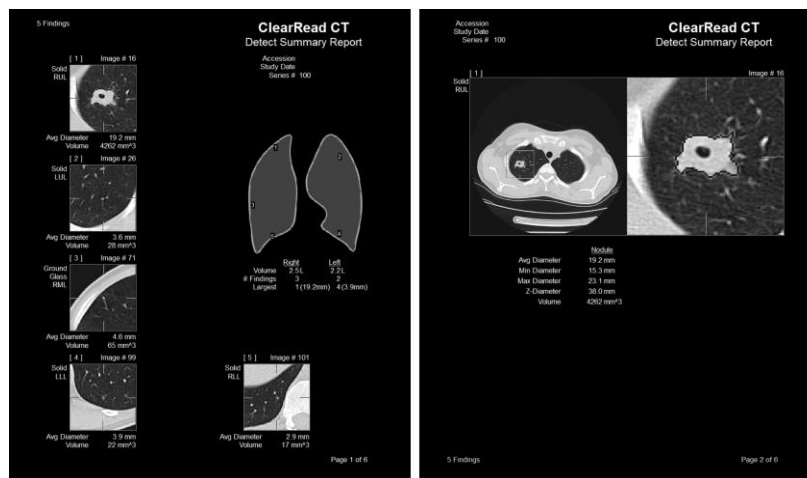 5 Findings
ClearRead CT
Detect Summary Report
Accession
Study Date
Series # 100
[ 1 ] Image # 16
Solid
RUL
Avg Diameter 19.2 mm
Volume 4262 mm^3
[ 2 ] Image # 26
Solid
LUL
Avg Diameter 3.6 mm
Volume 28 mm^3
[ 3 ] Image # 71
Ground
Glass
RML
Avg Diameter 4.6 mm
Volume 65 mm^3
[ 4 ] Image # 99
Solid
LLL
Avg Diameter 3.9 mm
Volume 22 mm^3
1
2
3
4
Right Left
Volume 2.5 L 2.2 L
# Findings 3 2
Largest 1 (19.2mm) 4 (3.9mm)
[ 5 ] Image # 101
Solid
RLL
Avg Diameter 2.9 mm
Volume 17 mm^3
Page 1 of 6
Accession
Study Date
Series # 100
ClearRead CT
Detect Summary Report
[ 1 ] Image # 16
Solid
RUL
Nodule
Avg Diameter 19.2 mm
Min Diameter 15.3 mm
Max Diameter 23.1 mm
Z-Diameter 38.0 mm
Volume 4262 mm^3
5 Findings
Page 2 of 6